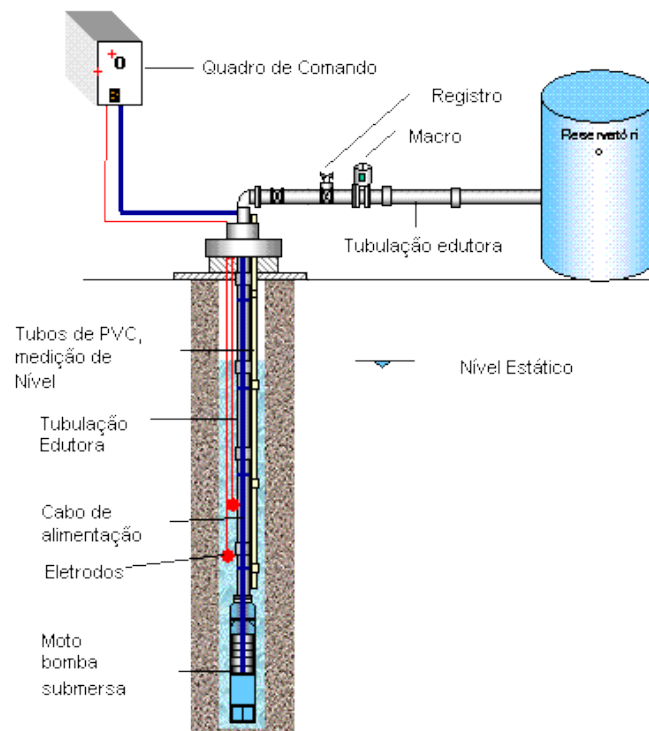 Quadro de Comando
Registro
Macro
Reservatóri
o
Tubulação edutora
Tubos de PVC,
medição de
Nível
Nível Estático
Tubulação
Edutora
Cabo de
alimentação
Eletrodos
Moto
bomba
submersa